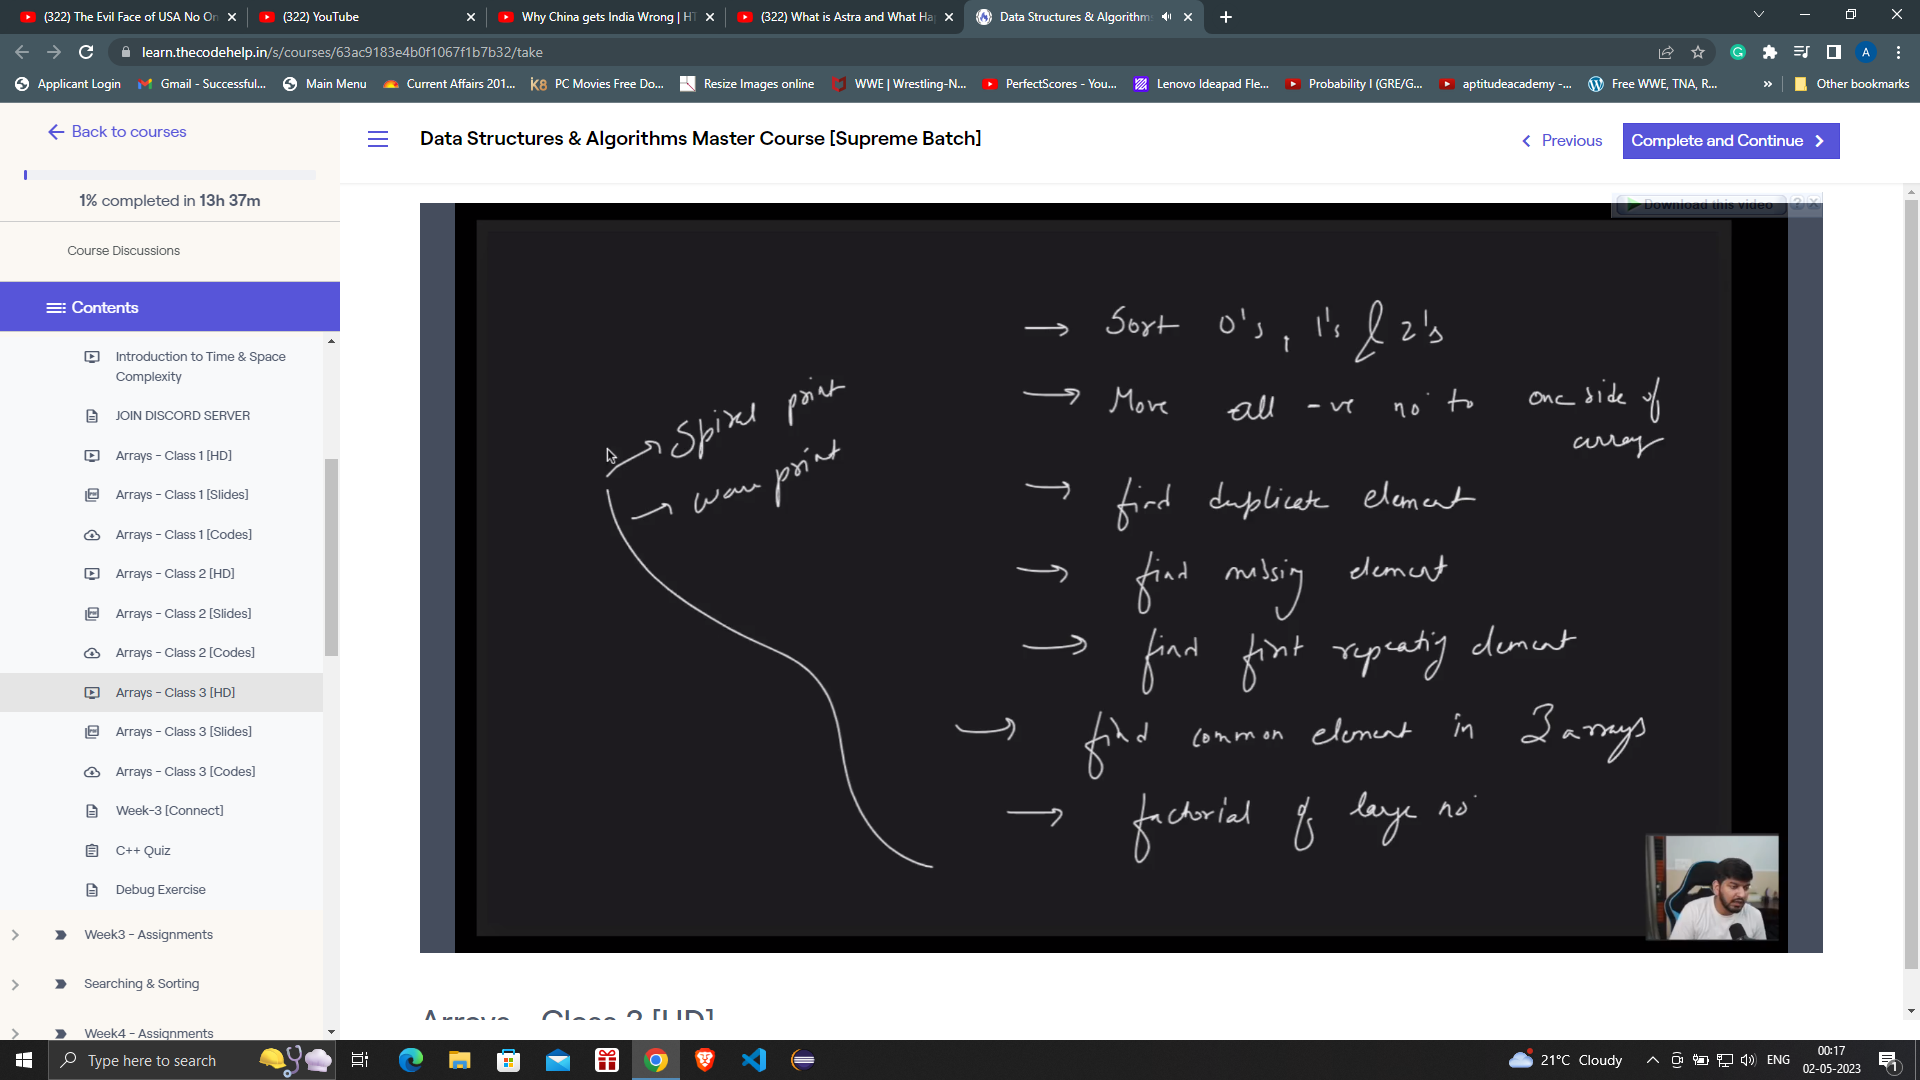 (322) The Evil Face of USA No On
(322) YouTube
Why China gets India Wrong | HT
(322) What is Astra and What Ha
Data Structures & Algorithms
learn.thecodehelp.in/s/courses/63ac9183e4b0f1067f1b7b32/take
A
Applicant Login
Gmail - Successful...
Main Menu
Current Affairs 201...
PC Movies Free Do...
Resize Images online
WWE | Wrestling-N...
PerfectScores - You...
Lenovo Ideapad Fle...
Probability I (GRE/G...
aptitudeacademy -...
Free WWE, TNA, R...
»
Other bookmarks
Back to courses
1% completed in 13h 37m
Course Discussions
Contents
Introduction to Time & Space
Complexity
JOIN DISCORD SERVER
Arrays - Class 1 [HD]
Arrays - Class 1 [Slides]
Arrays - Class 1 [Codes]
Arrays - Class 2 [HD]
Arrays - Class 2 [Slides]
Arrays - Class 2 [Codes]
Arrays - Class 3 [HD]
Arrays - Class 3 [Slides]
Arrays - Class 3 [Codes]
Week-3 [Connect]
C++ Quiz
Debug Exercise
Week3 - Assignments
Searching & Sorting
Week4 - Assignments
Data Structures & Algorithms Master Course [Supreme Batch]
Previous
Complete and Continue
Download this video ? X
→ Spiral print
→ wave print
→ Sort 0's, 1's & 2's
→ Move all -ve no to one side of
array
→ find duplicate element
→ find missing element
→ find first repeating element
→ find common element in 3 arrays
→ factorial of large no
Type here to search
21°C Cloudy
ENG
00:17
02-05-2023
1